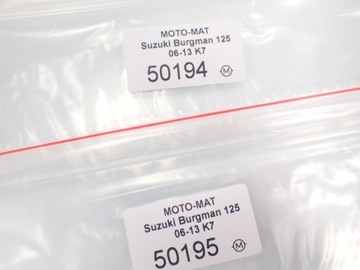 MOTO-MAT
Suzuki Burgman 125
06-13 K7
50194 M
MOTO-MAT
Suzuki Burgman 125
06-13 K7
50195 M